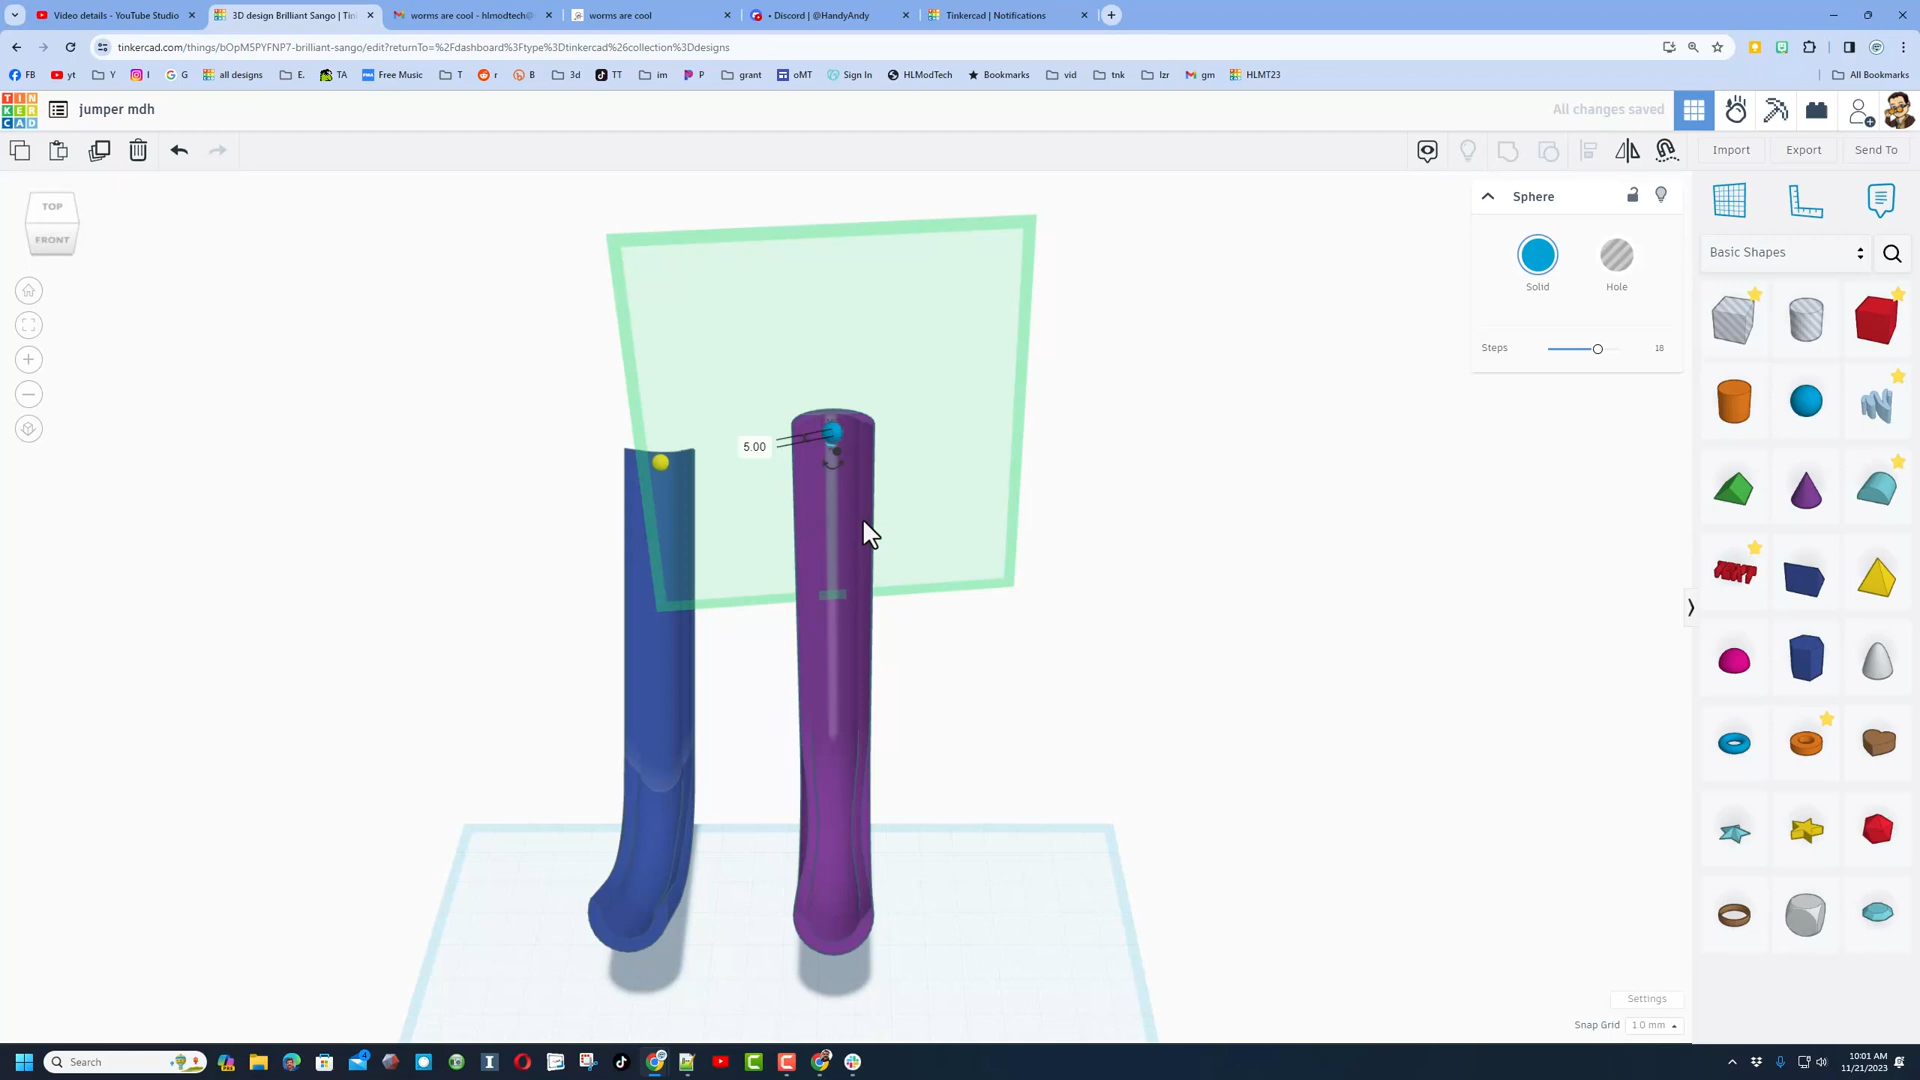 Video details - YouTube Studio
3D design Brilliant Sango | Tin
worms are cool - hlmodtech@
worms are cool
• Discord | @HandyAndy
Tinkercad | Notifications
tinkercad.com/things/bOpM5PYFNP7-brilliant-sango/edit?returnTo=%2Fdashboard%3Ftype%3Dtinkercad%26collection%3Ddesigns
FB
yt
Y
I
G
all designs
E.
TA
Free Music
T
r
B
3d
TT
im
P
grant
oMT
Sign In
HLModTech
Bookmarks
vid
tnk
lzr
gm
HLMT23
All Bookmarks
TIN
KER
CAD
jumper mdh
All changes saved
Import
Export
Send To
TOP
FRONT
Sphere
Solid
Hole
Steps
18
Basic Shapes
TEXT
5.00
Settings
Snap Grid
1.0 mm
Search
10:01 AM
11/21/2023